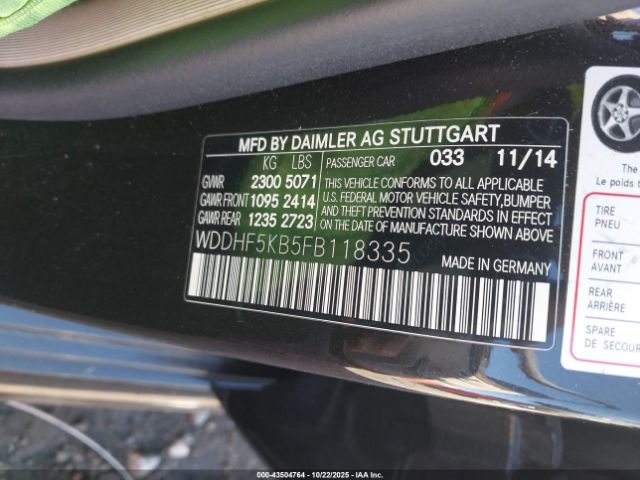 MFD BY DAIMLER AG STUTTGART
KG LBS PASSENGER CAR 033 11/14
GVWR 2300 5071
GAWR FRONT 1095 2414
GAWR REAR 1235 2723
THIS VEHICLE CONFORMS TO ALL APPLICABLE
U.S. FEDERAL MOTOR VEHICLE SAFETY,BUMPER
AND THEFT PREVENTION STANDARDS IN EFFECT
ON THE DATE OF MANUFACTURE SHOWN ABOVE
WDDHF5KB5FB118335 MADE IN GERMANY
The
Le poids t
TIRE
PNEU
FRONT
AVANT
REAR
ARRIÈRE
SPARE
DE SECOUR
000-43504764 - 10/22/2025 - IAAI.com